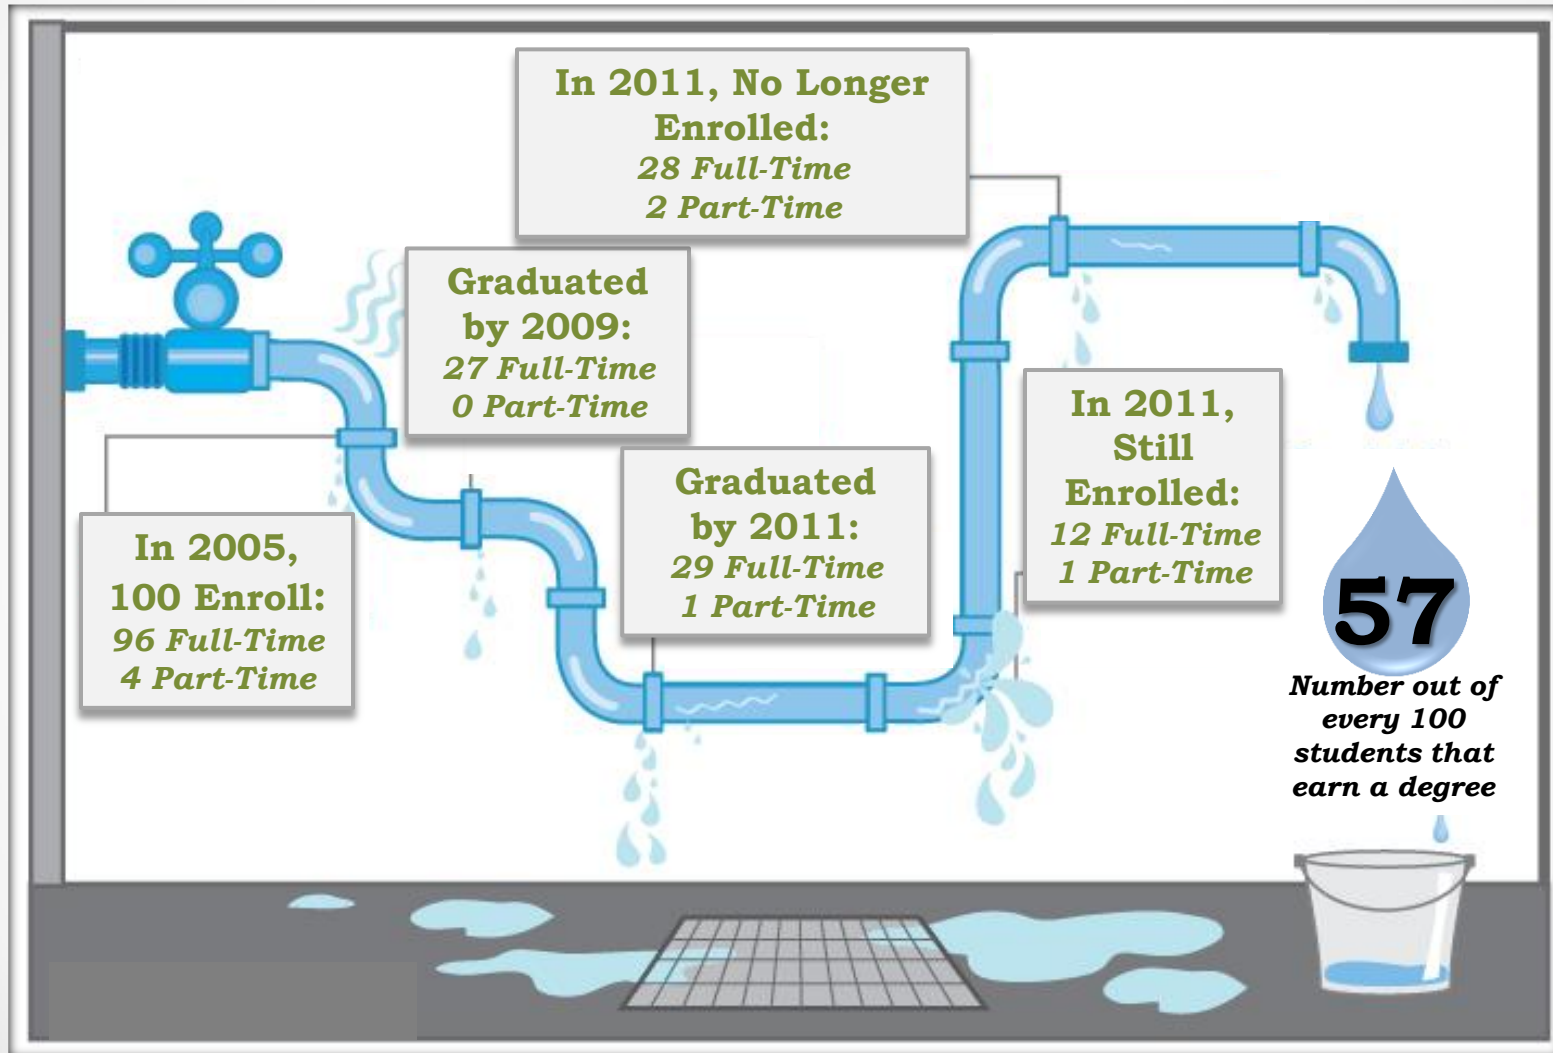 In 2011, No Longer
Enrolled:
28 Full-Time
2 Part-Time
Graduated
by 2009:
27 Full-Time
0 Part-Time
In 2011,
Still
Enrolled:
12 Full-Time
1 Part-Time
Graduated
by 2011:
29 Full-Time
1 Part-Time
In 2005,
100 Enroll:
96 Full-Time
4 Part-Time
57
Number out of
every 100
students that
earn a degree